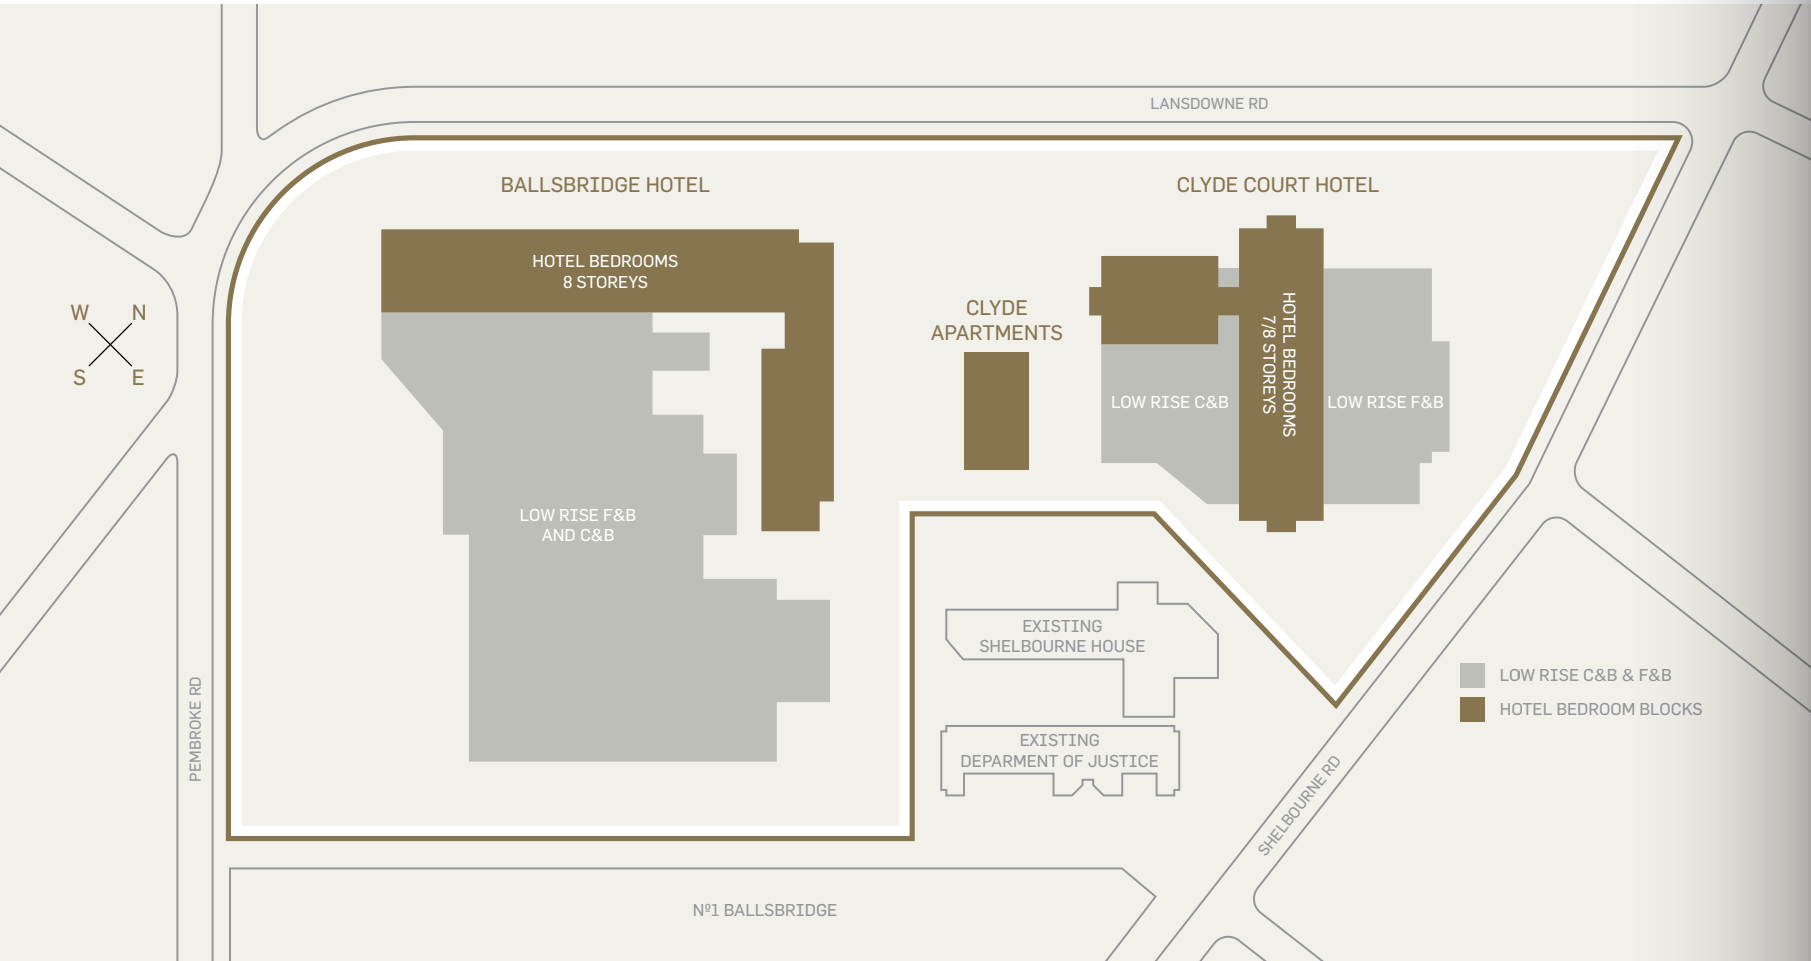 LANSDOWNE RD
BALLSBRIDGE HOTEL
CLYDE COURT HOTEL
HOTEL BEDROOMS
8 STOREYS
W N
S E
CLYDE
APARTMENTS
HOTEL BEDROOMS
7/8 STOREYS
LOW RISE C&B
LOW RISE F&B
LOW RISE F&B
AND C&B
EXISTING
SHELBOURNE HOUSE
EXISTING
DEPARMENT OF JUSTICE
PEMBROKE RD
SHELBOURNE RD
LOW RISE C&B & F&B
HOTEL BEDROOM BLOCKS
Nº1 BALLSBRIDGE